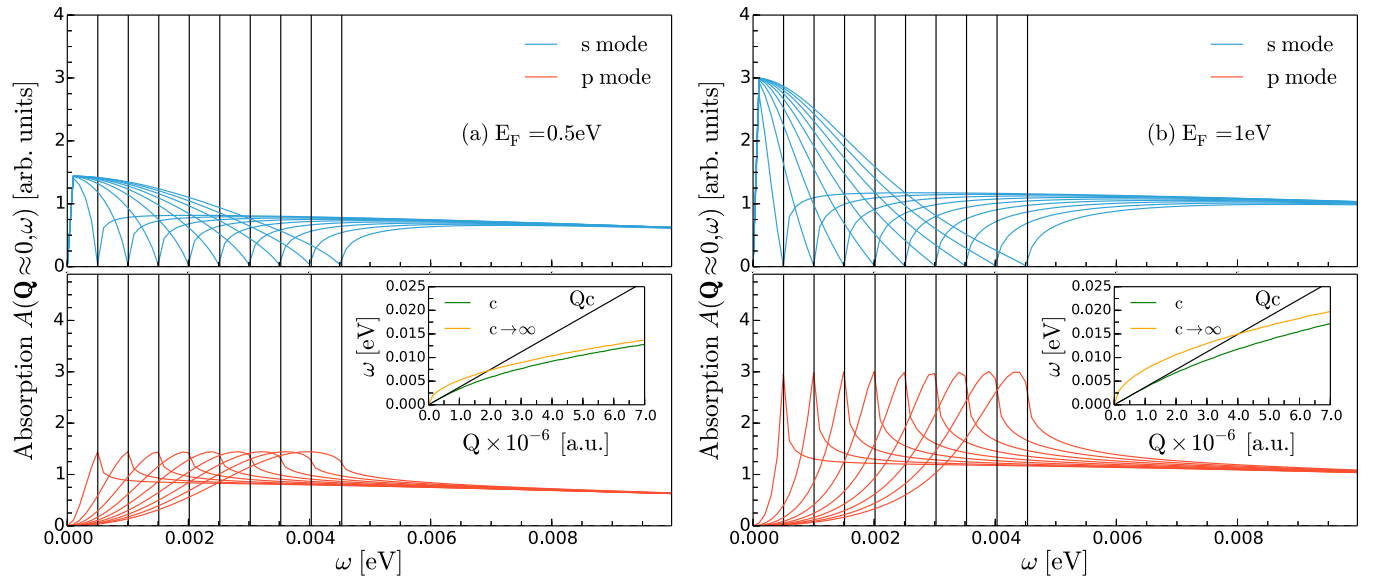 4
3
2
1
0
s mode
p mode
(a) E_F =0.5eV
4
3
2
1
0
s mode
p mode
(b) E_F =1eV
Absorption A(Q ≈0,ω) [arb. units]
4
3
2
1
0
0.000 0.002 0.004 0.006 0.008
ω [eV]
0.025
0.020
0.015
0.010
0.005
0.000
ω [eV]
c
c→∞
Qc
0.0 1.0 2.0 3.0 4.0 5.0 6.0 7.0
Q × 10⁻⁶ [a.u.]
Absorption A(Q ≈0,ω) [arb. units]
4
3
2
1
0
0.000 0.002 0.004 0.006 0.008
ω [eV]
0.025
0.020
0.015
0.010
0.005
0.000
ω [eV]
c
c→∞
Qc
0.0 1.0 2.0 3.0 4.0 5.0 6.0 7.0
Q × 10⁻⁶ [a.u.]